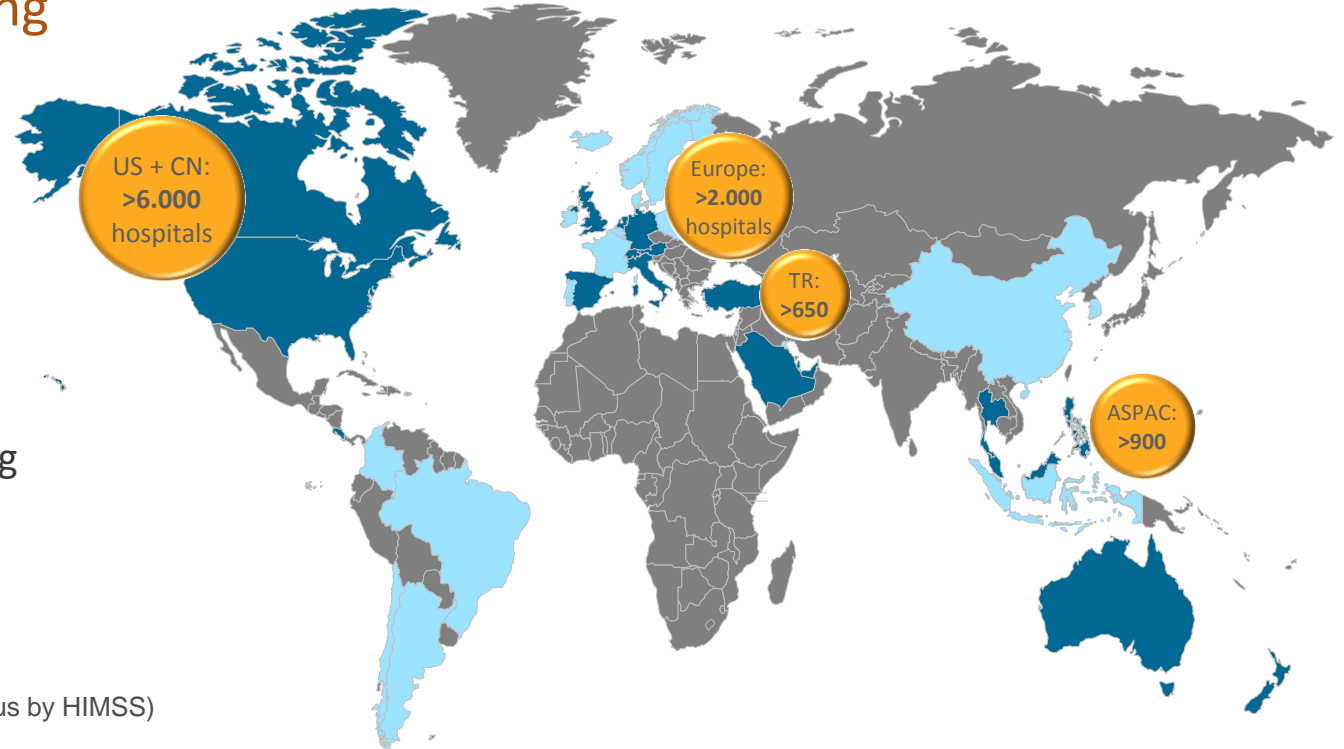 ng
US + CN:
>6.000
hospitals
Europe:
>2.000
hospitals
TR:
>650
ASPAC:
>900
g
us by HIMSS)